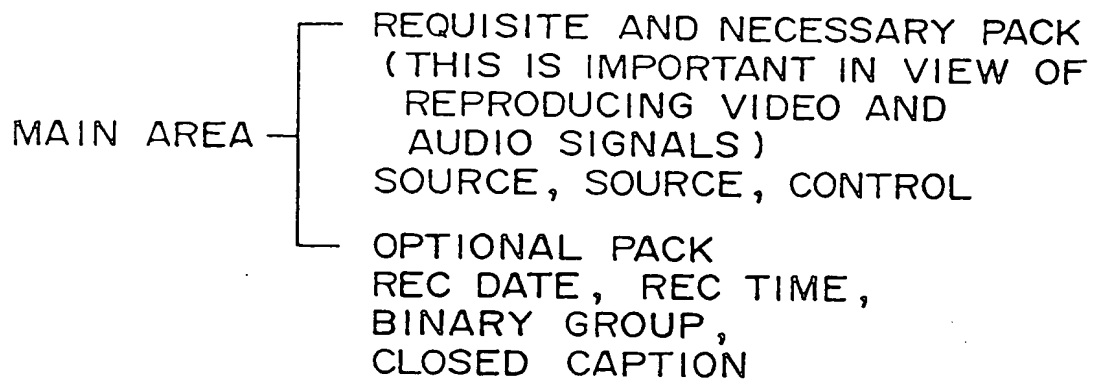 REQUISITE AND NECESSARY PACK
(THIS IS IMPORTANT IN VIEW OF
REPRODUCING VIDEO AND
MAIN AREA
AUDIO SIGNALS)
SOURCE, SOURCE, CONTROL
OPTIONAL PACK
REC DATE, REC TIME,
BINARY GROUP,
CLOSED CAPTION